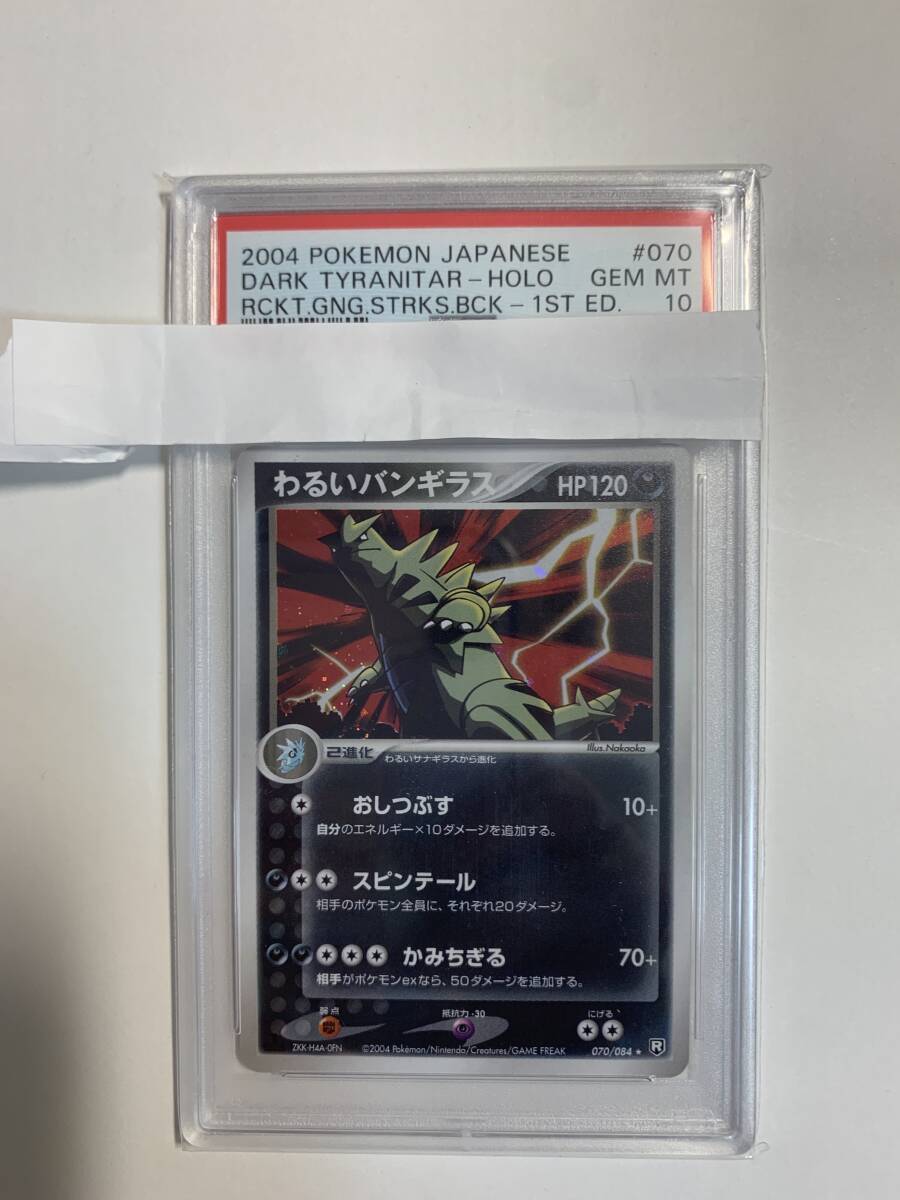 2004 POKEMON JAPANESE #070
DARK TYRANITAR - HOLO GEM MT
RCKT.GNG.STRKS.BCK - 1ST ED. 10
わるいバンギラス HP120
Illus. Nakaoka
2進化 わるいサナギラスから進化
おしつぶす 10+
自分のエネルギー×10ダメージを追加する。
スピンテール
相手のポケモン全員に、それぞれ20ダメージ。
かみちぎる 70+
相手がポケモンexなら、50ダメージを追加する。
弱点 抵抗力 -30 にげる
ZKK-H4A-0FN ©2004 Pokémon/Nintendo/Creatures/GAME FREAK 070/084 ★ R